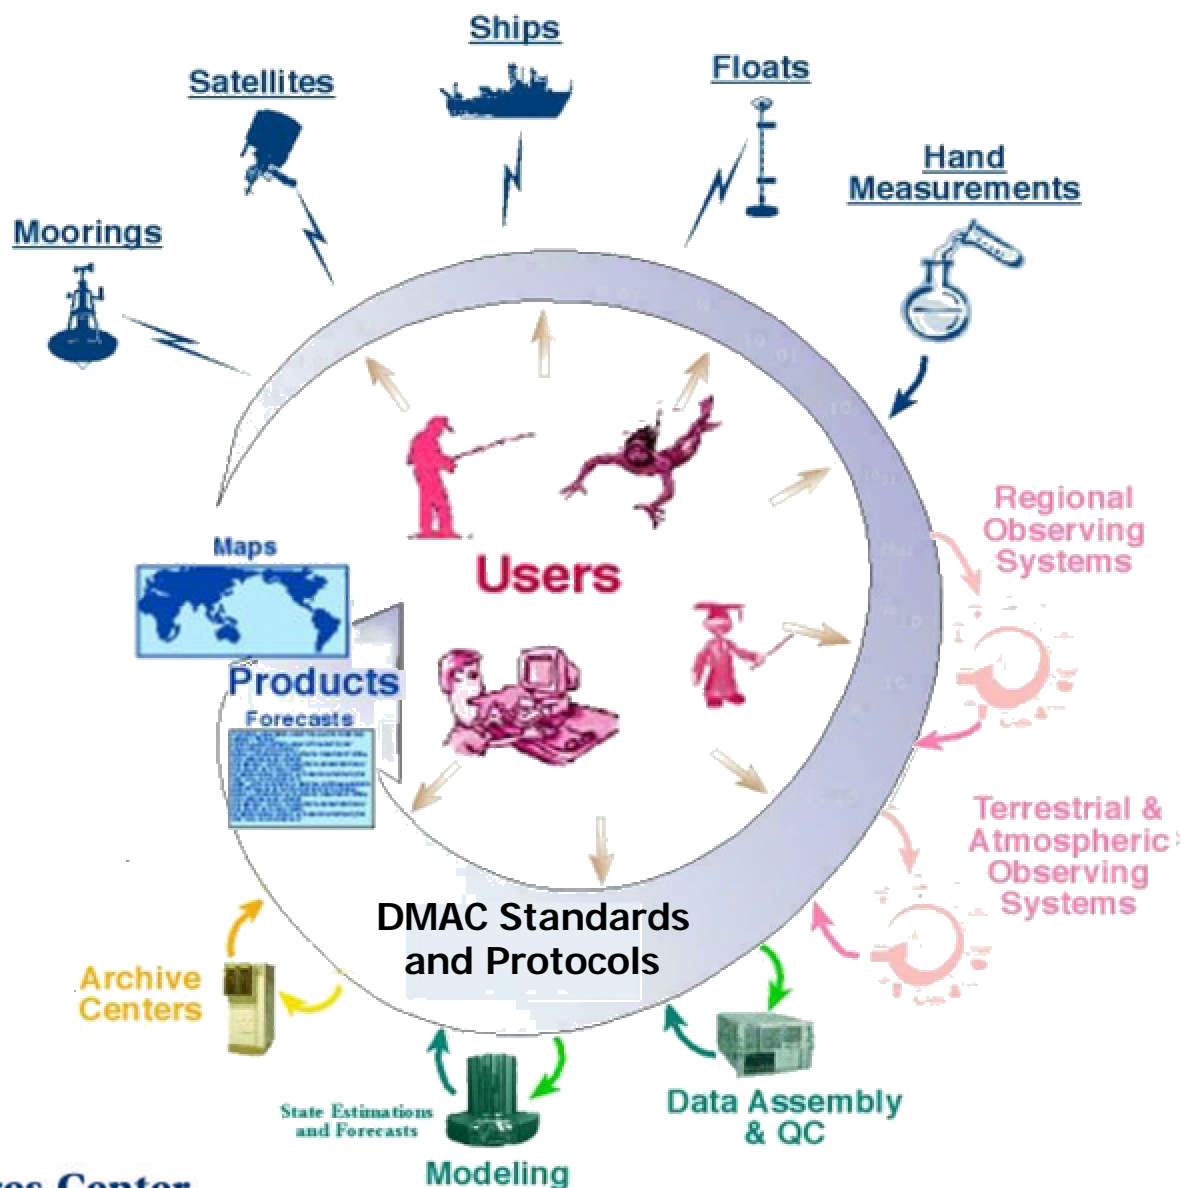 Ships
Satellites
Floats
Hand
Measurements
Moorings
Regional
Observing
Systems
Maps
Users
Products
Forecasts
Terrestrial &
Atmospheric
Observing
Systems
DMAC Standards
and Protocols
Archive
Centers
Data Assembly
& QC
State Estimations
and Forecasts
Modeling
Center